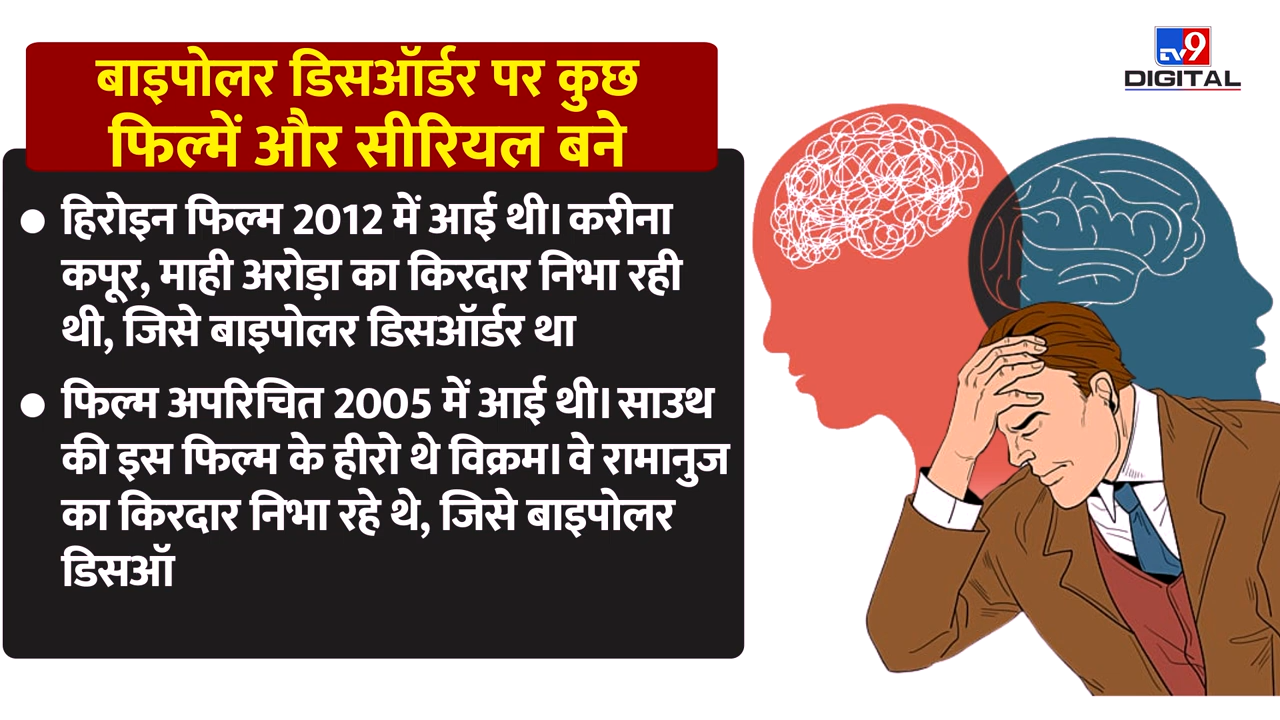 TV9
DIGITAL
बाइपोलर डिसऑर्डर पर कुछ
फिल्में और सीरियल बने
हिरोइन फिल्म 2012 में आई थी। करीना
कपूर, माही अरोड़ा का किरदार निभा रही
थी, जिसे बाइपोलर डिसऑर्डर था
फिल्म अपरिचित 2005 में आई थी। साउथ
की इस फिल्म के हीरो थे विक्रम। वे रामानुज
का किरदार निभा रहे थे, जिसे बाइपोलर
डिसऑ